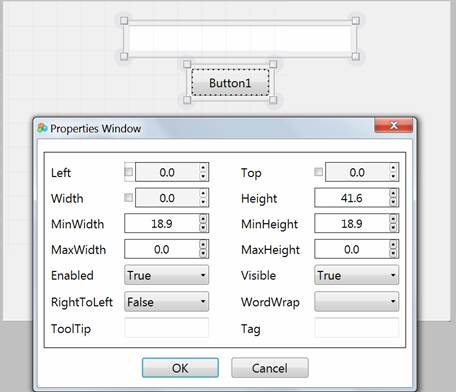 Button1
Properties Window
Left 0.0 Top 0.0
Width 0.0 Height 41.6
MinWidth 18.9 MinHeight 18.9
MaxWidth 0.0 MaxHeight 0.0
Enabled True Visible True
RightToLeft False WordWrap
ToolTip Tag
OK Cancel